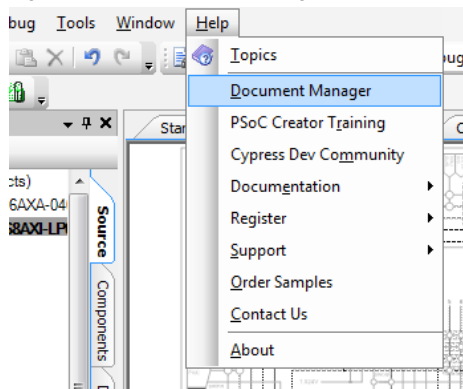 bug Tools Window Help
Topics
Document Manager
Star
PSoC Creator Training
Cypress Dev Community
cts)
Documentation
6AXA-04
Register
S8AXI-LP
Source
Support
Order Samples
Components
Contact Us
About